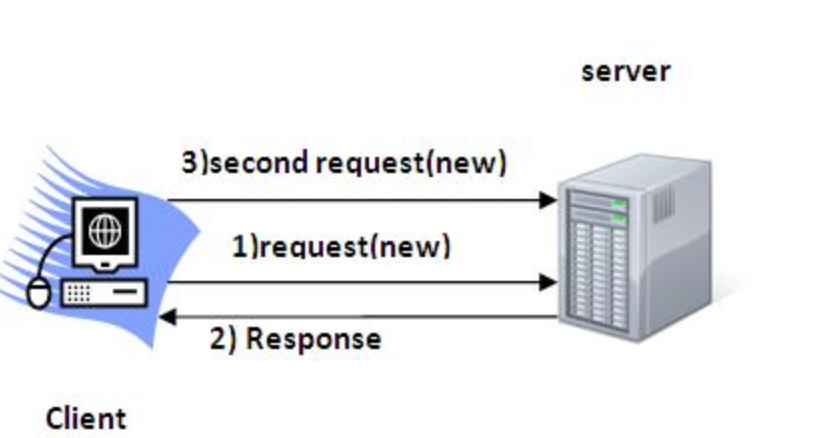 server
3)second request(new)
1)request(new)
2) Response
Client